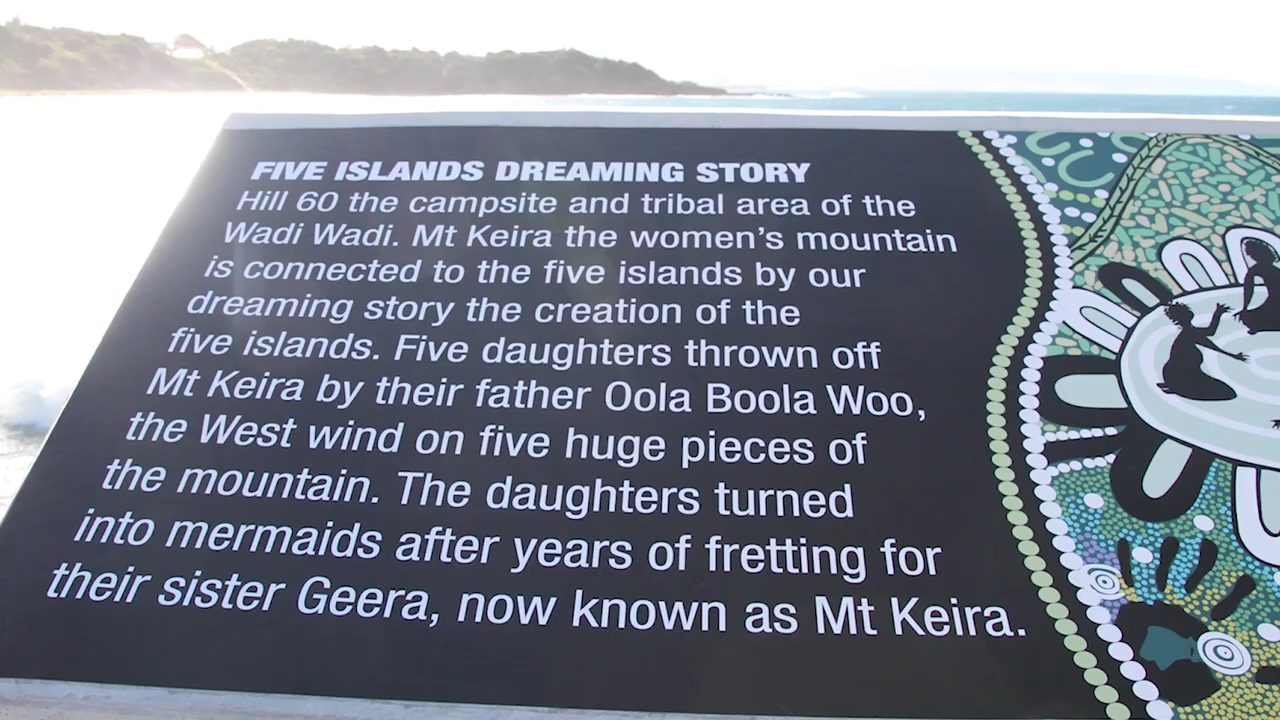 FIVE ISLANDS DREAMING STORY
Hill 60 the campsite and tribal area of the
Wadi Wadi. Mt Keira the women's mountain
is connected to the five islands by our
dreaming story the creation of the
five islands. Five daughters thrown off
Mt Keira by their father Oola Boola Woo,
the West wind on five huge pieces of
the mountain. The daughters turned
into mermaids after years of fretting for
their sister Geera, now known as Mt Keira.